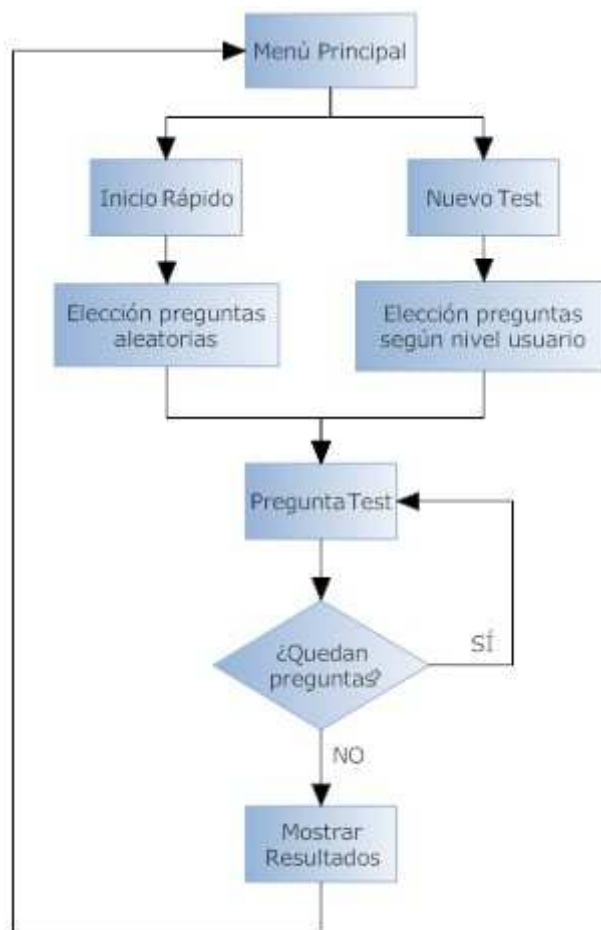 Menú Principal
Inicio Rápido
Nuevo Test
Elección preguntas
aleatorias
Elección preguntas
según nivel usuario
Pregunta Test
¿Quedan
preguntas?
SÍ
NO
Mostrar
Resultados